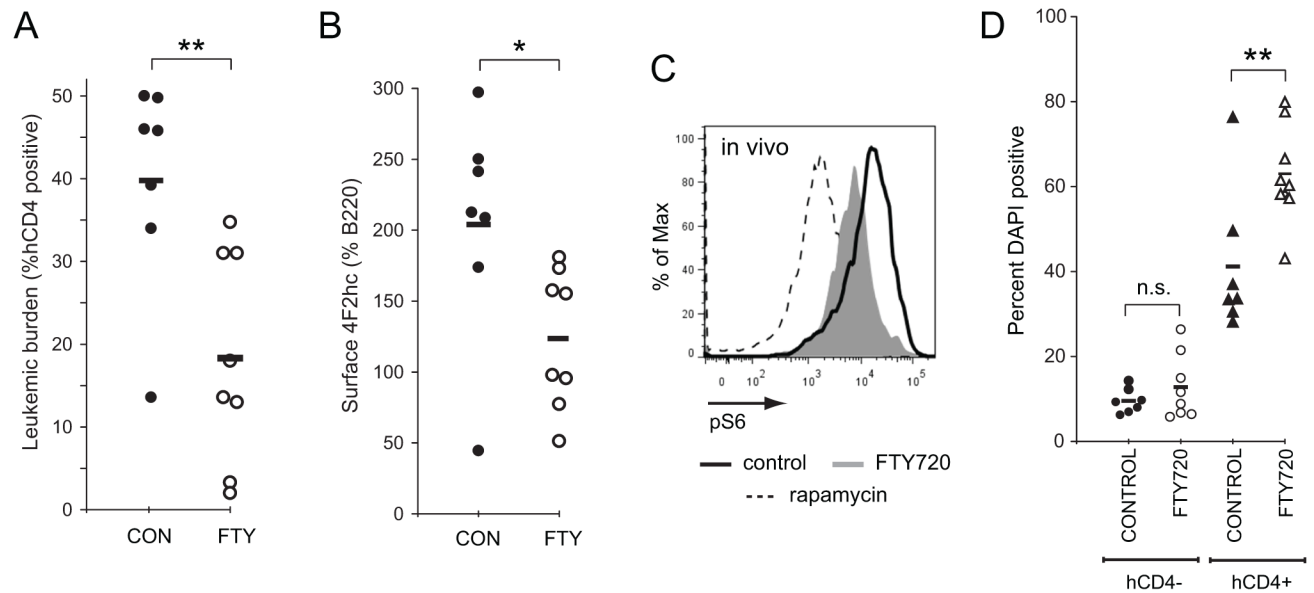 A
**
Leukemic burden (%hCD4 positive)
50
40
30
20
10
0
CON FTY
B
*
Surface 4F2hc (% B220)
300
250
200
150
100
50
0
CON FTY
C
in vivo
% of Max
100
80
60
40
20
0
0 10² 10³ 10⁴ 10⁵
pS6
control FTY720
rapamycin
D
**
n.s.
Percent DAPI positive
100
80
60
40
20
0
CONTROL
FTY720
CONTROL
FTY720
hCD4- hCD4+